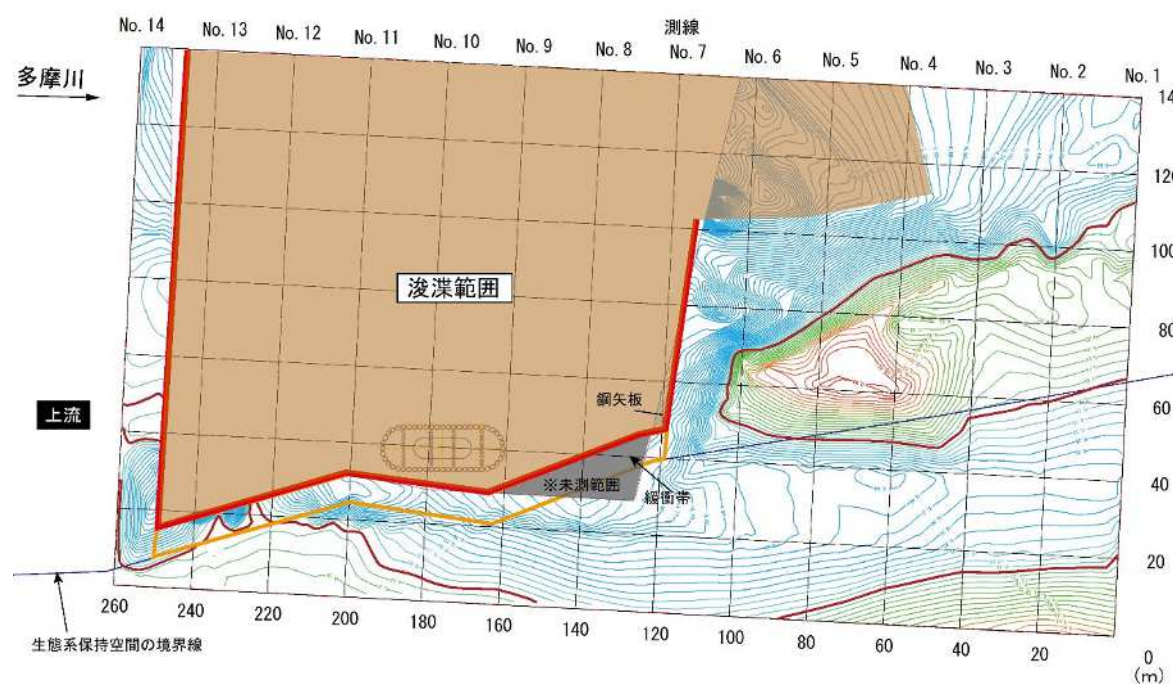 測線
No. 14
No. 13
No. 12
No. 11
No. 10
No. 9
No. 8
No. 7
No. 6
No. 5
No. 4
No. 3
No. 2
No. 1
多摩川
14
120
100
80
60
40
20
0
(m)
浚渫範囲
鋼矢板
上流
※未測範囲
緩衝帯
260
240
220
200
180
160
140
120
100
80
60
40
20
生態系保持空間の境界線